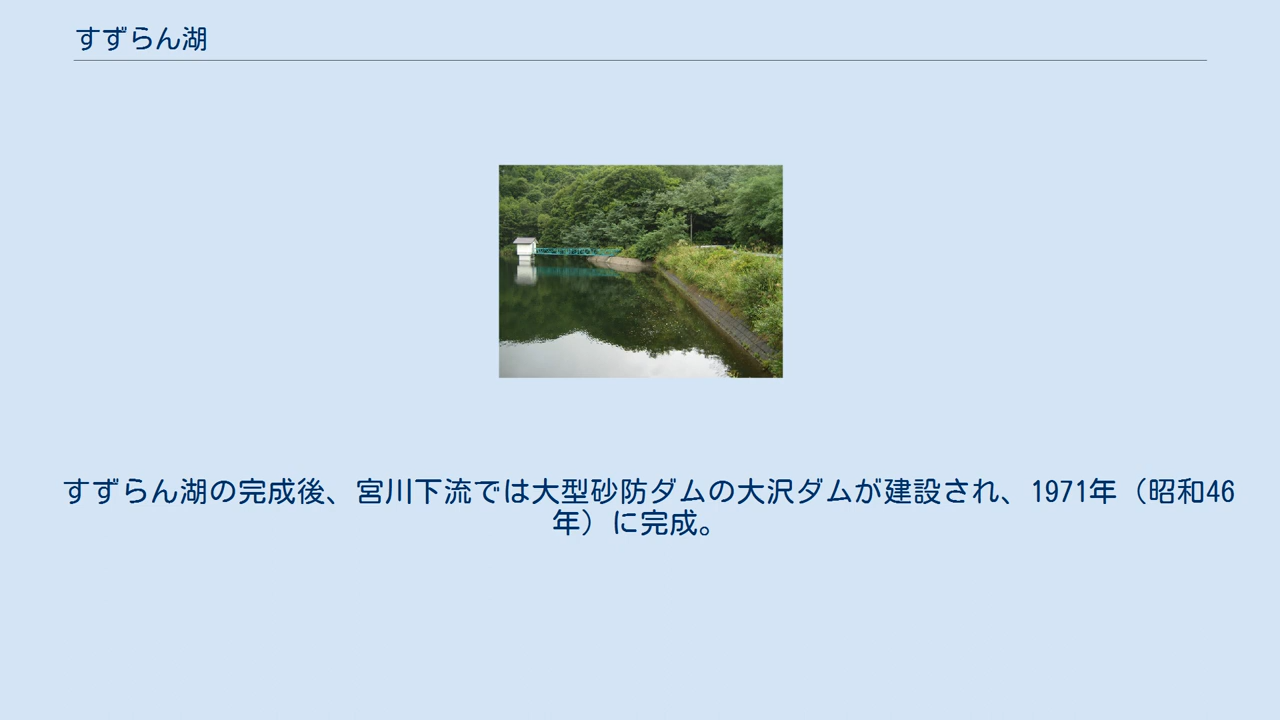 すずらん湖
すずらん湖の完成後、宮川下流では大型砂防ダムの大沢ダムが建設され、1971年（昭和46
年）に完成。